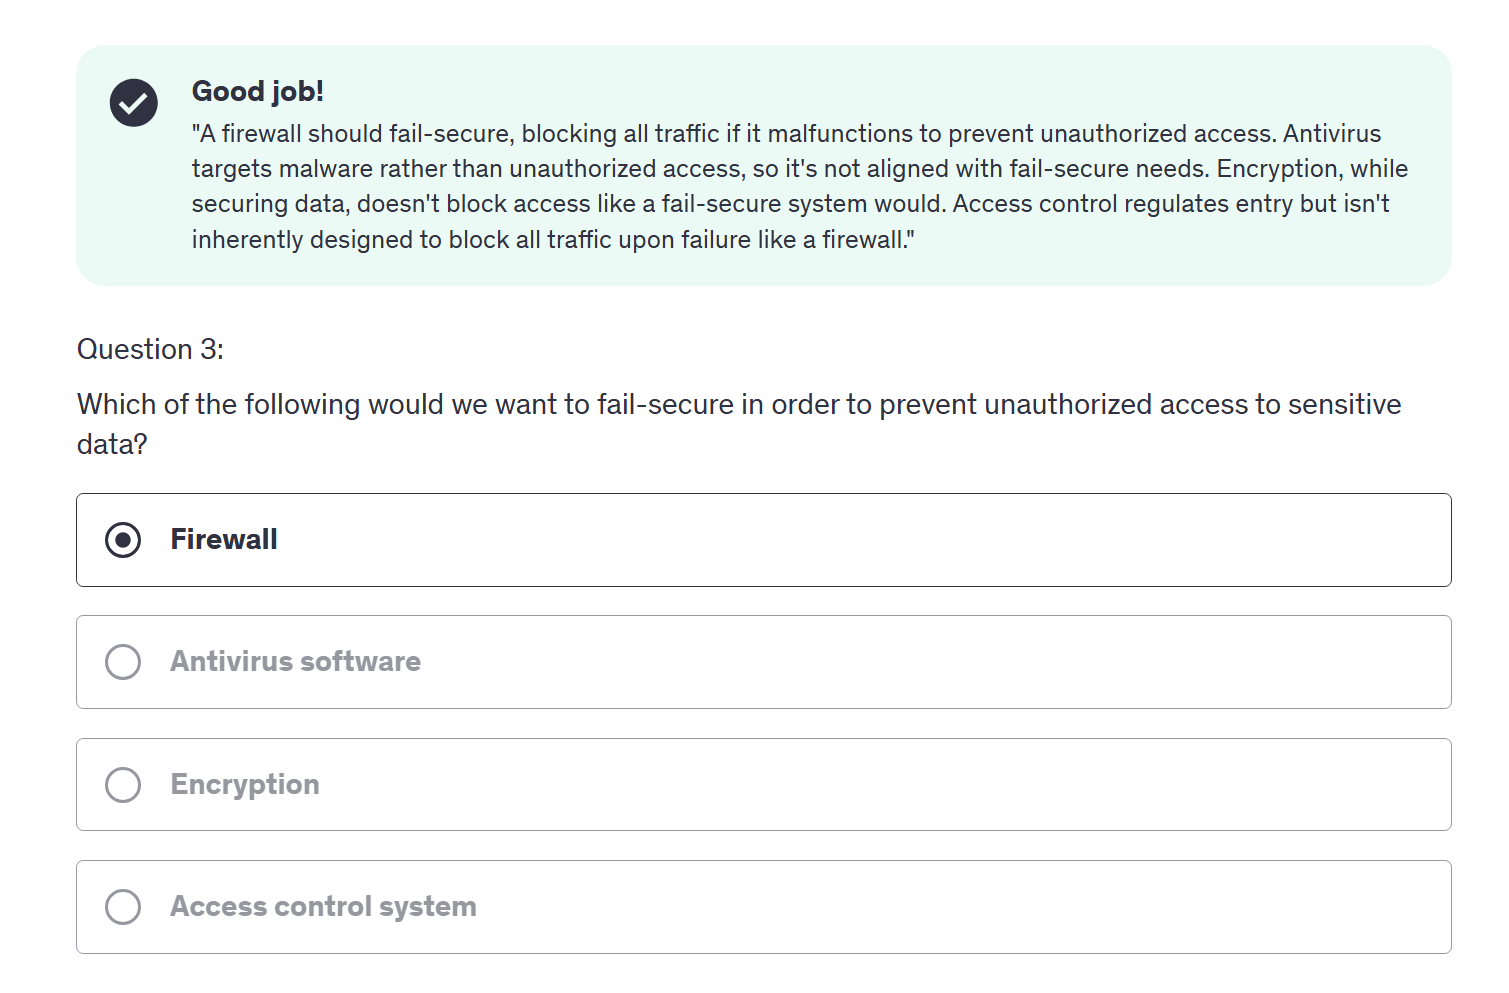 Good job!
"A firewall should fail-secure, blocking all traffic if it malfunctions to prevent unauthorized access. Antivirus
targets malware rather than unauthorized access, so it's not aligned with fail-secure needs. Encryption, while
securing data, doesn't block access like a fail-secure system would. Access control regulates entry but isn't
inherently designed to block all traffic upon failure like a firewall."
Question 3:
Which of the following would we want to fail-secure in order to prevent unauthorized access to sensitive
data?
Firewall
Antivirus software
Encryption
Access control system